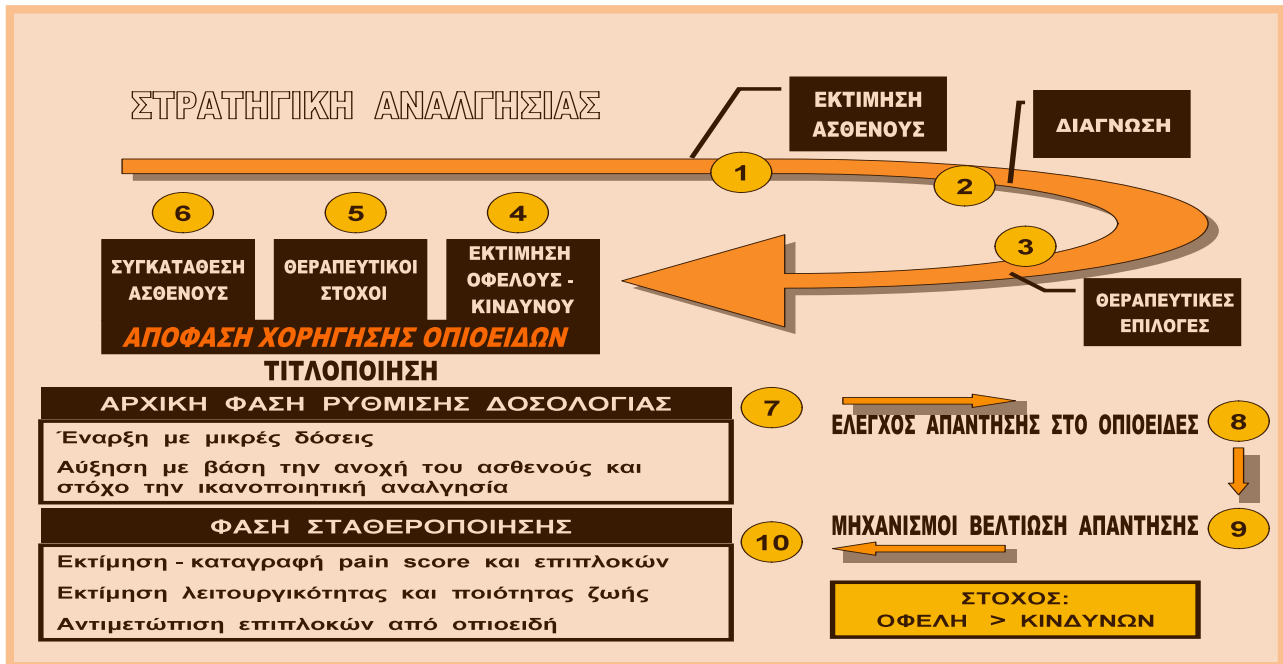 ΣΤΡΑΤΗΓΙΚΗ ΑΝΑΛΓΗΣΙΑΣ
1
ΕΚΤΙΜΗΣΗ
ΑΣΘΕΝΟΥΣ
2
ΔΙΑΓΝΩΣΗ
3
ΘΕΡΑΠΕΥΤΙΚΕΣ
ΕΠΙΛΟΓΕΣ
4
ΕΚΤΙΜΗΣΗ
ΟΦΕΛΟΥΣ -
ΚΙΝΔΥΝΟΥ
5
ΘΕΡΑΠΕΥΤΙΚΟΙ
ΣΤΟΧΟΙ
6
ΣΥΓΚΑΤΑΘΕΣΗ
ΑΣΘΕΝΟΥΣ
ΑΠΟΦΑΣΗ ΧΟΡΗΓΗΣΗΣ ΟΠΙΟΕΙΔΩΝ
ΤΙΤΛΟΠΟΙΗΣΗ
ΑΡΧΙΚΗ ΦΑΣΗ ΡΥΘΜΙΣΗΣ ΔΟΣΟΛΟΓΙΑΣ
7
Έναρξη με μικρές δόσεις
Αύξηση με βάση την ανοχή του ασθενούς και
στόχο την ικανοποιητική αναλγησία
ΕΛΕΓΧΟΣ ΑΠΑΝΤΗΣΗΣ ΣΤΟ ΟΠΙΟΕΙΔΕΣ
8
ΜΗΧΑΝΙΣΜΟΙ ΒΕΛΤΙΩΣΗ ΑΠΑΝΤΗΣΗΣ
9
ΦΑΣΗ ΣΤΑΘΕΡΟΠΟΙΗΣΗΣ
10
Εκτίμηση - καταγραφή pain score και επιπλοκών
Εκτίμηση λειτουργικότητας και ποιότητας ζωής
Αντιμετώπιση επιπλοκών από οπιοειδή
ΣΤΟΧΟΣ:
ΟΦΕΛΗ > ΚΙΝΔΥΝΩΝ